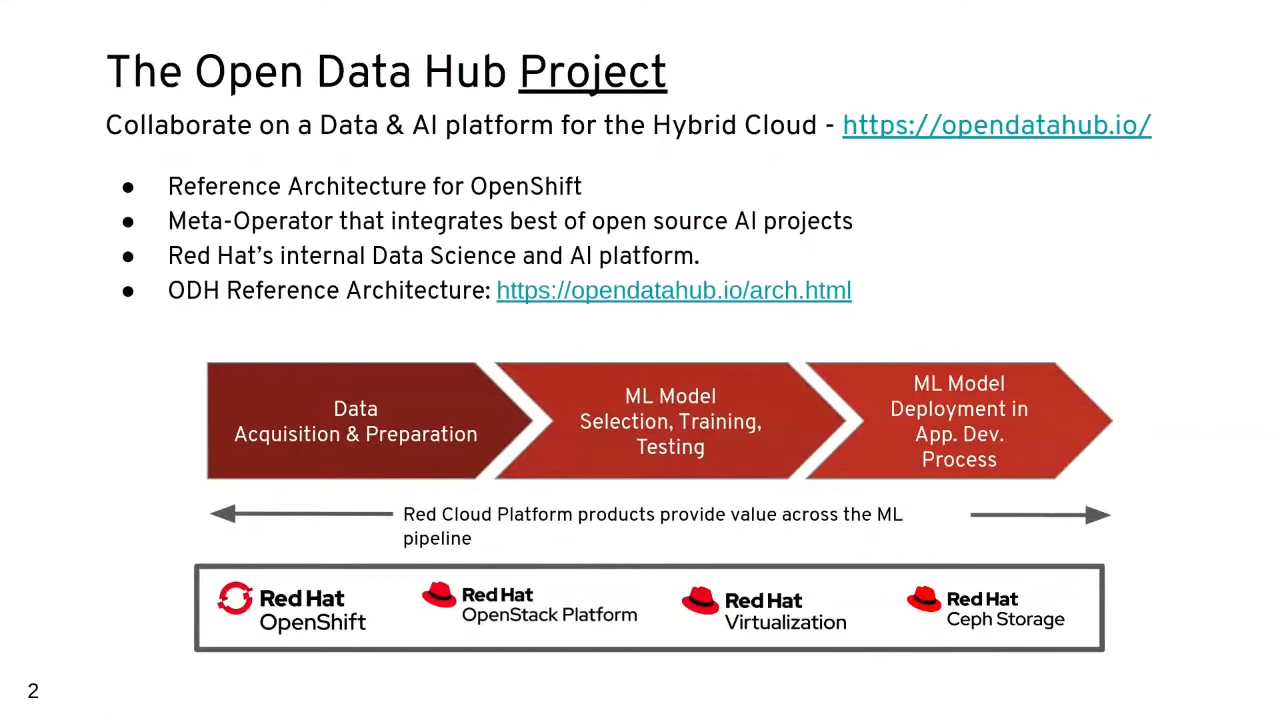 The Open Data Hub Project
Collaborate on a Data & AI platform for the Hybrid Cloud - https://opendatahub.io/
● Reference Architecture for OpenShift
● Meta-Operator that integrates best of open source AI projects
● Red Hat’s internal Data Science and AI platform.
● ODH Reference Architecture: https://opendatahub.io/arch.html
Data
Acquisition & Preparation
ML Model
Selection, Training,
Testing
ML Model
Deployment in
App. Dev.
Process
Red Cloud Platform products provide value across the ML
pipeline
Red Hat
OpenShift
Red Hat
OpenStack Platform
Red Hat
Virtualization
Red Hat
Ceph Storage
2